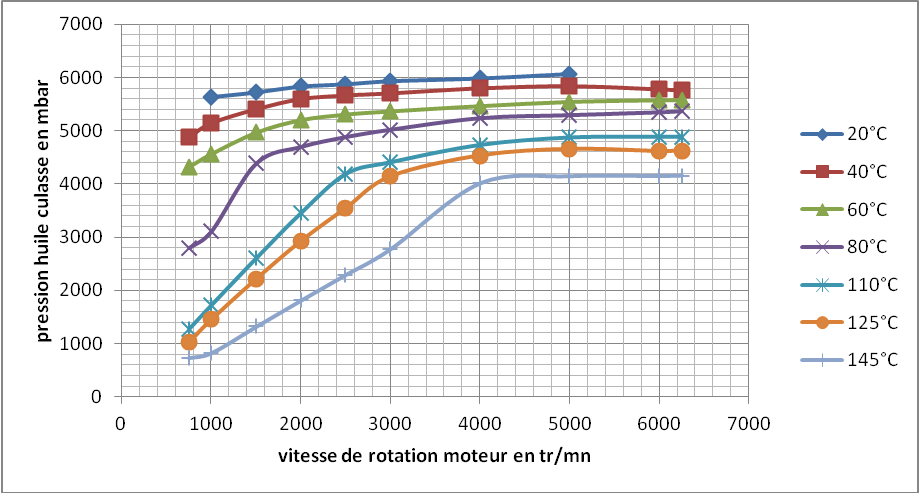 7000
6000
5000
4000
3000
2000
1000
0
pression huile culasse en mbar
0 1000 2000 3000 4000 5000 6000 7000
vitesse de rotation moteur en tr/mn
20°C
40°C
60°C
80°C
110°C
125°C
145°C